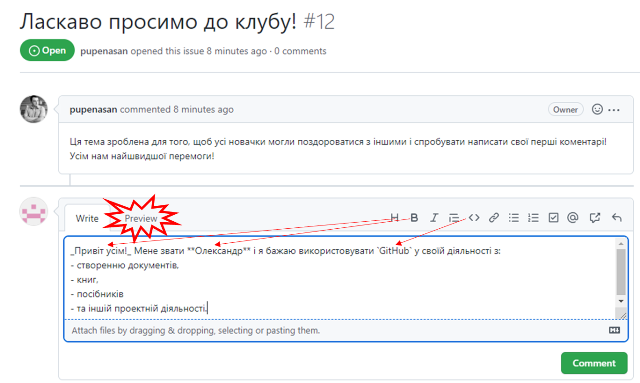 Ласкаво просимо до клубу! #12
Open pupenasan opened this issue 8 minutes ago · 0 comments
pupenasan commented 8 minutes ago Owner
Ця тема зроблена для того, щоб усі новачки могли поздоротатися з іншими і спробувати написати свої перші коментарі!
Усім нам найшвидшої перемоги!
Write Preview H B I
_Привіт усім!_ Мене звати **Олександр** і я бажаю використовувати `GitHub` у своїй діяльності з:
- створенню документів,
- книг,
- посібників
- та іншій проектній діяльності.
Attach files by dragging & dropping, selecting or pasting them.
Comment